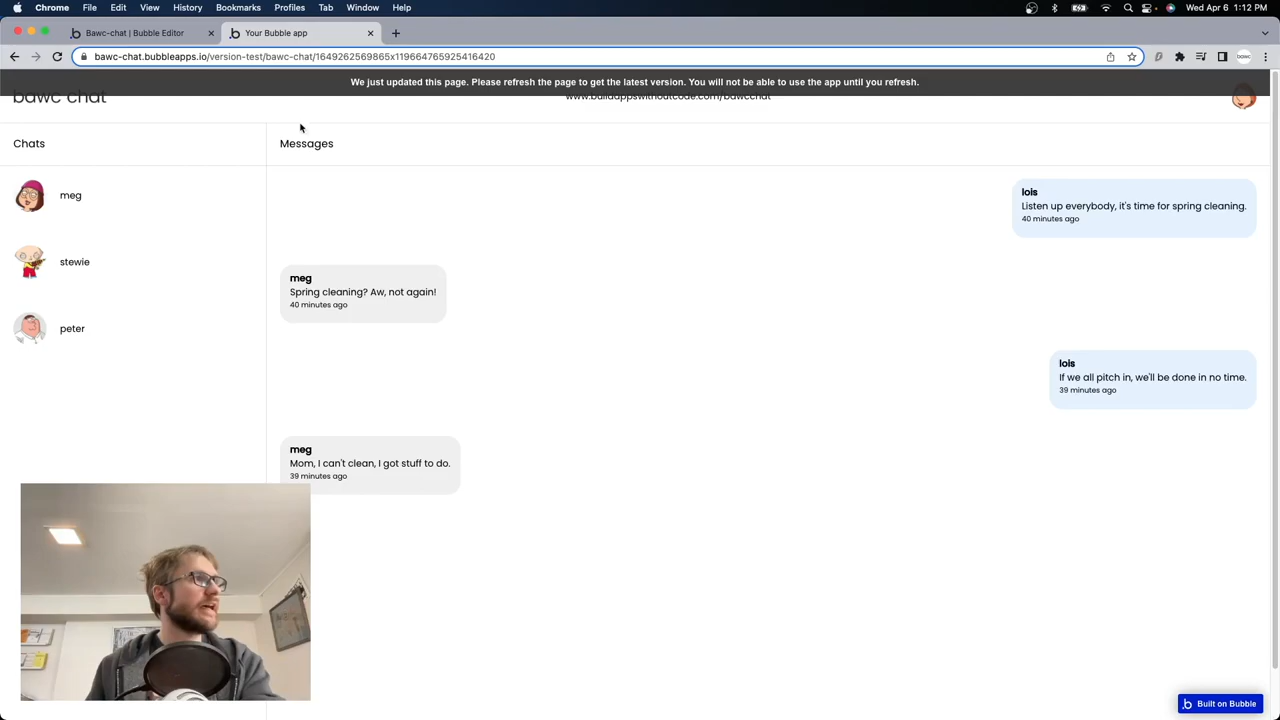 Chrome File Edit View History Bookmarks Profiles Tab Window Help Wed Apr 6 1:12 PM
Bawc-chat | Bubble Editor Your Bubble app
bawc-chat.bubbleapps.io/version-test/bawc-chat/1649262569865x119664765925416420
We just updated this page. Please refresh the page to get the latest version. You will not be able to use the app until you refresh.
bawc chat www.buildappswithoutcode.com/bawcchat
Chats
Messages
meg
stewie
peter
lois
Listen up everybody, it's time for spring cleaning.
40 minutes ago
meg
Spring cleaning? Aw, not again!
40 minutes ago
lois
If we all pitch in, we'll be done in no time.
39 minutes ago
meg
Mom, I can't clean, I got stuff to do.
39 minutes ago
Built on Bubble